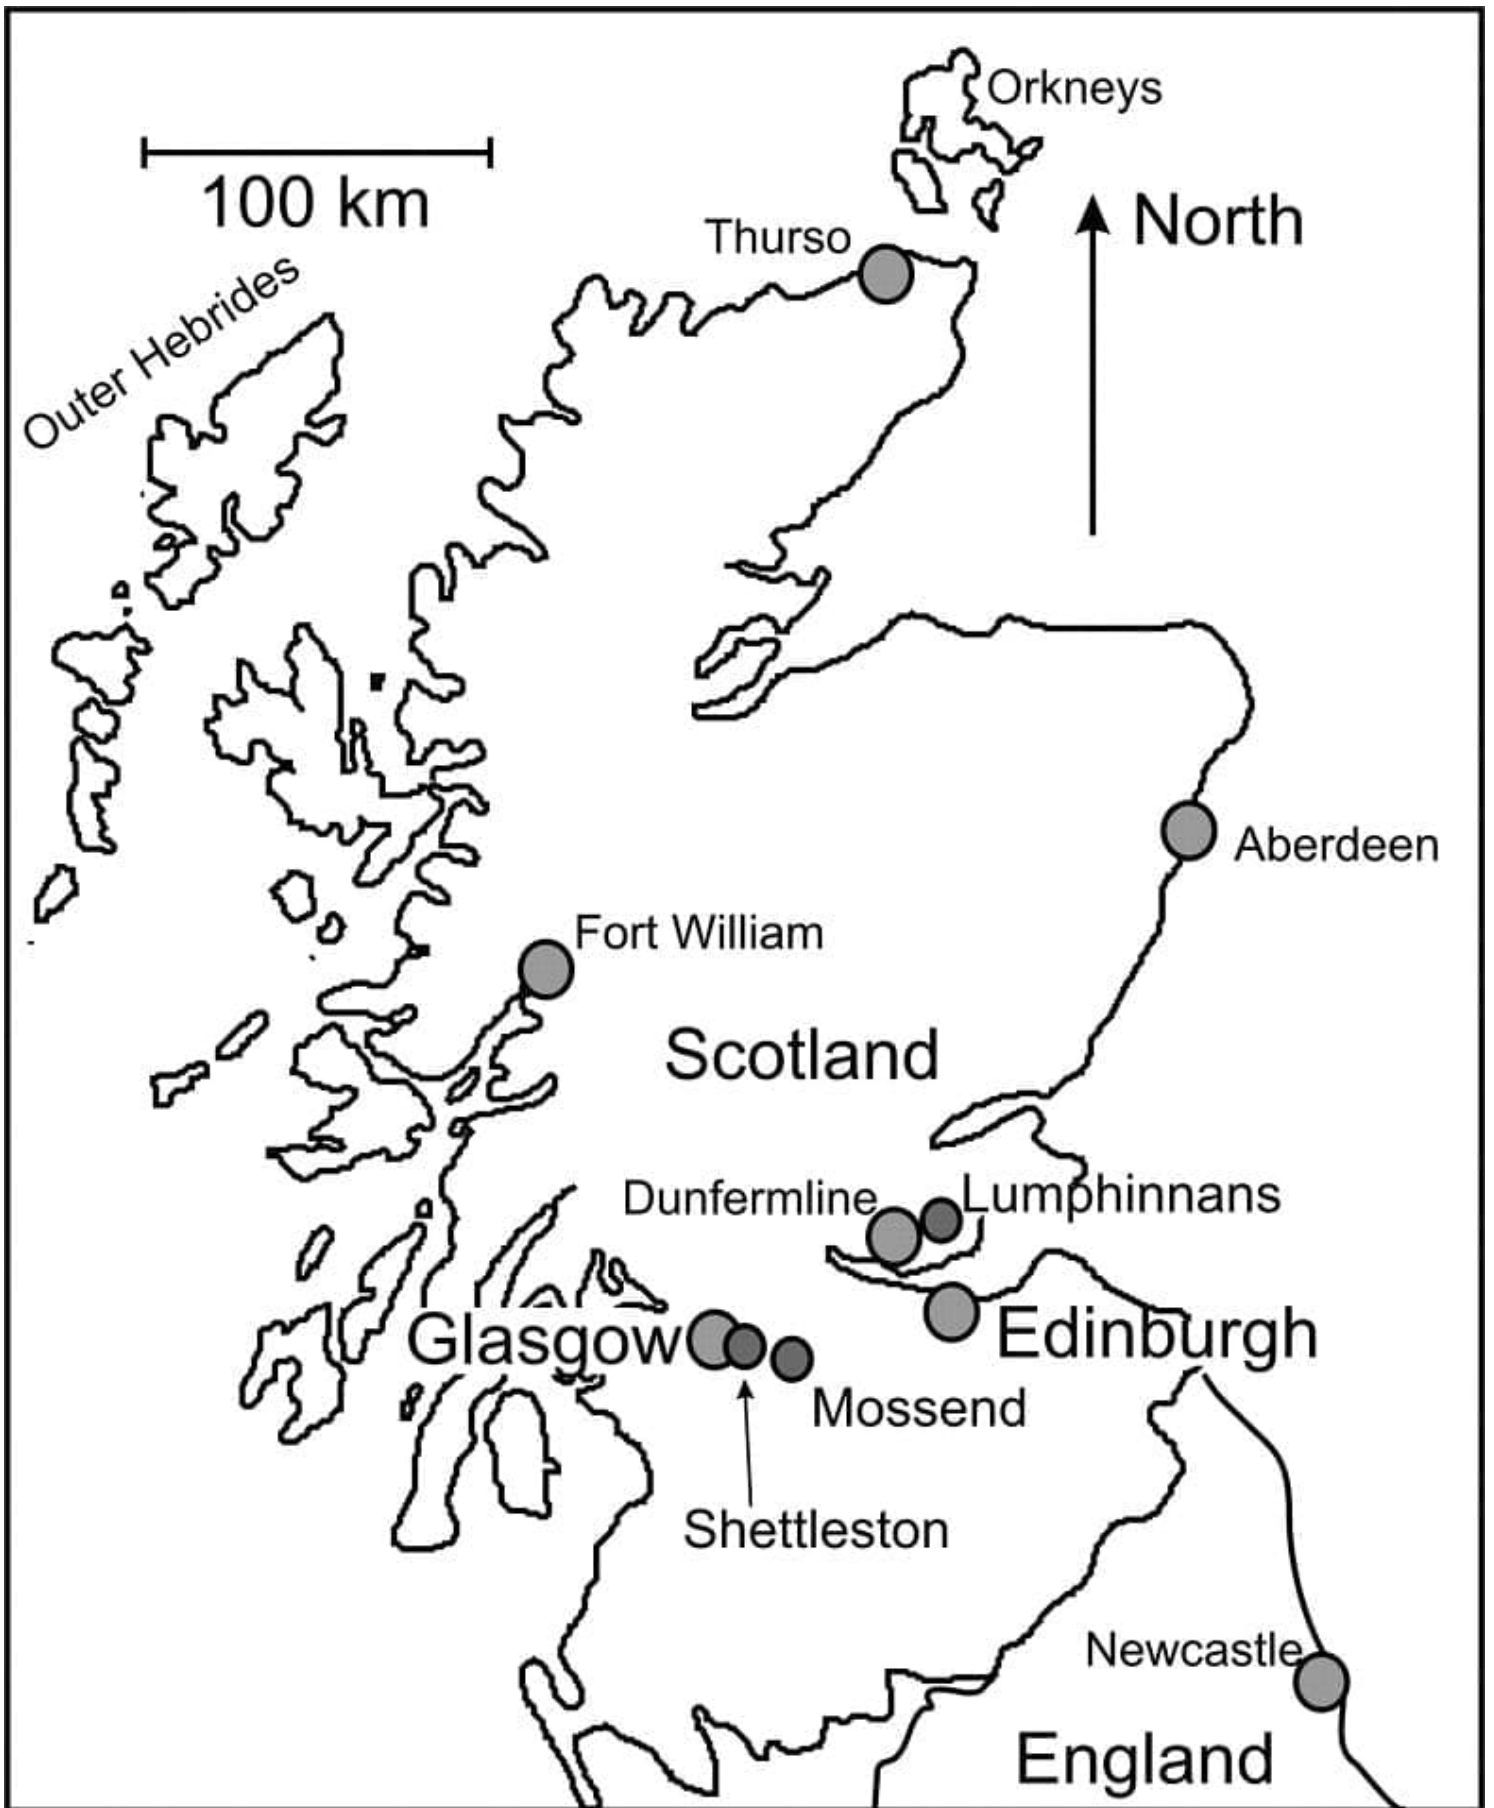 Orkneys
100 km
North
Thurso
Outer Hebrides
Aberdeen
Fort William
Scotland
Dunfermline
Lumphinnans
Glasgow
Edinburgh
Mossend
Shettleston
Newcastle
England